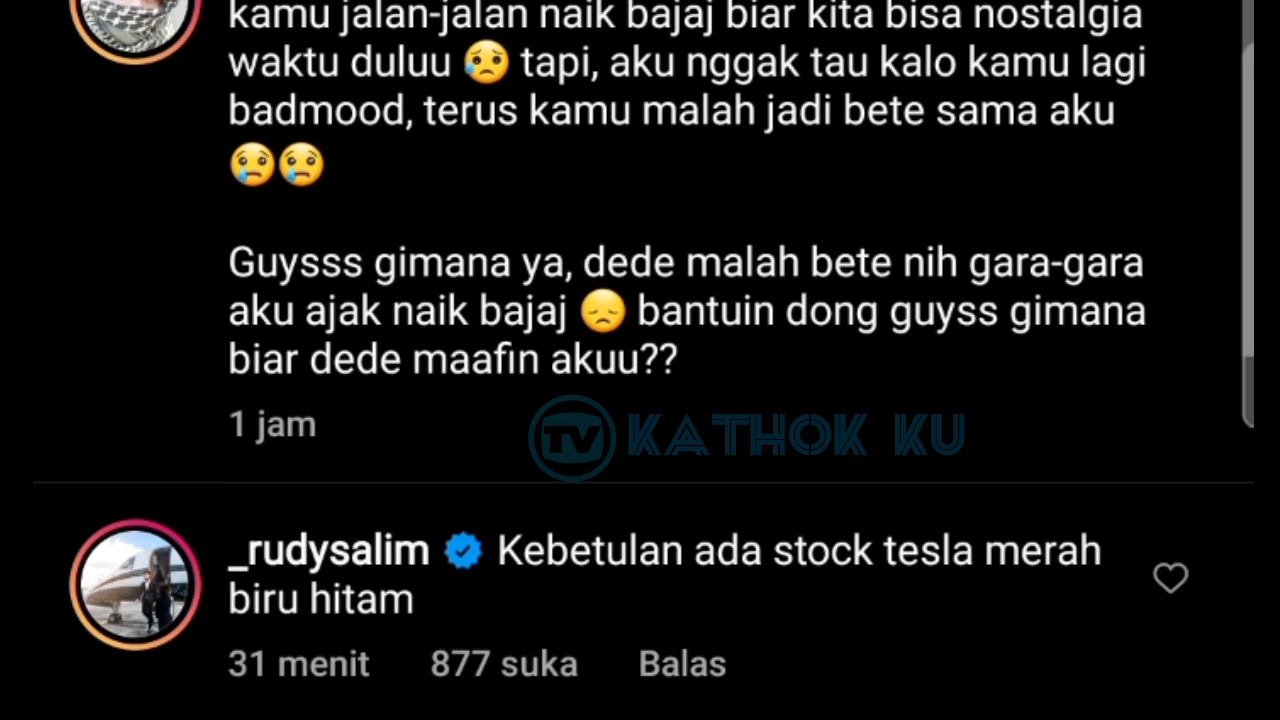 kamu jalan-jalan naik bajaj biar kita bisa nostalgia
waktu duluu 😥 tapi, aku nggak tau kalo kamu lagi
badmood, terus kamu malah jadi bete sama aku
😢😢
Guysss gimana ya, dede malah bete nih gara-gara
aku ajak naik bajaj 😞 bantuin dong guyss gimana
biar dede maafin akuu??
1 jam
TV KATHOK KU
_rudysalim Kebetulan ada stock tesla merah
biru hitam
31 menit 877 suka Balas